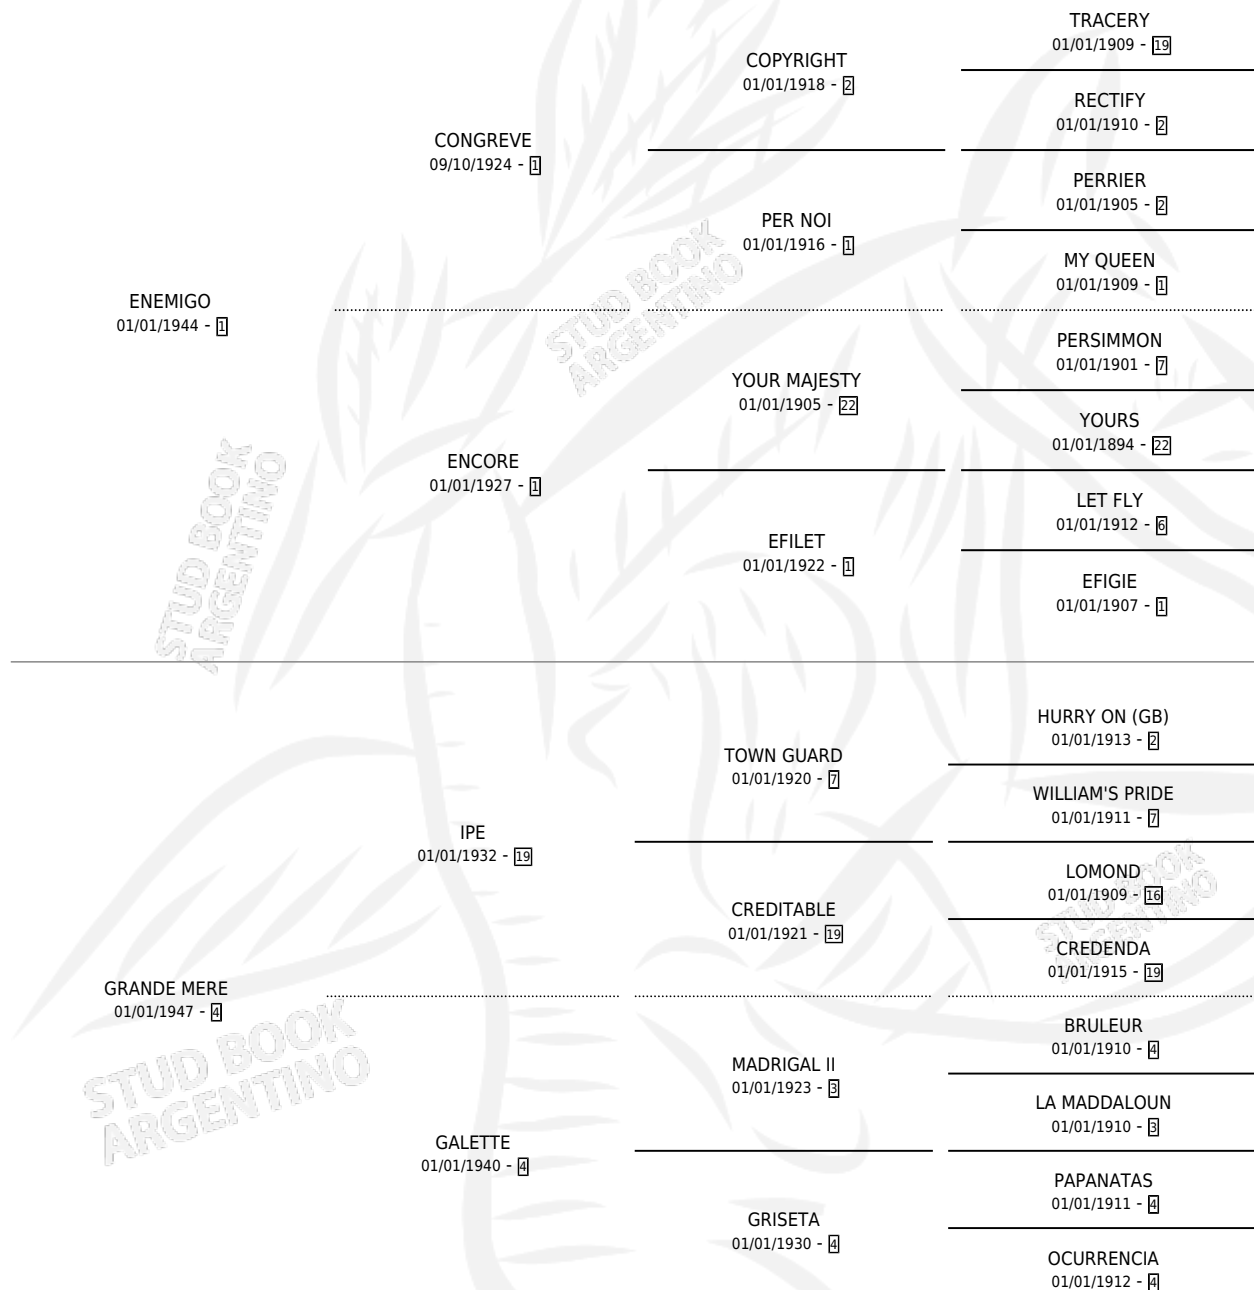 TRACERY
01/01/1909 - 19
COPYRIGHT
01/01/1918 - 2
RECTIFY
01/01/1910 - 2
CONGREVE
09/10/1924 - 1
PERRIER
01/01/1905 - 2
PER NOI
01/01/1916 - 1
MY QUEEN
01/01/1909 - 1
ENEMIGO
01/01/1944 - 1
PERSIMMON
01/01/1901 - 7
YOUR MAJESTY
01/01/1905 - 22
YOURS
01/01/1894 - 22
ENCORE
01/01/1927 - 1
LET FLY
01/01/1912 - 6
EFILET
01/01/1922 - 1
EFIGIE
01/01/1907 - 1
STUD BOOK
ARGENTINO
STUD BOOK
ARGENTINO
HURRY ON (GB)
01/01/1913 - 2
TOWN GUARD
01/01/1920 - 7
WILLIAM'S PRIDE
01/01/1911 - 7
IPE
01/01/1932 - 19
LOMOND
01/01/1909 - 16
CREDITABLE
01/01/1921 - 19
CREDENDA
01/01/1915 - 19
STUD BOOK
ARGENTINO
GRANDE MERE
01/01/1947 - 4
BRULEUR
01/01/1910 - 4
MADRIGAL II
01/01/1923 - 3
LA MADDALOUN
01/01/1910 - 3
GALETTE
01/01/1940 - 4
PAPANATAS
01/01/1911 - 4
GRISETA
01/01/1930 - 4
OCURRENCIA
01/01/1912 - 4
STUD BOOK
ARGENTINO